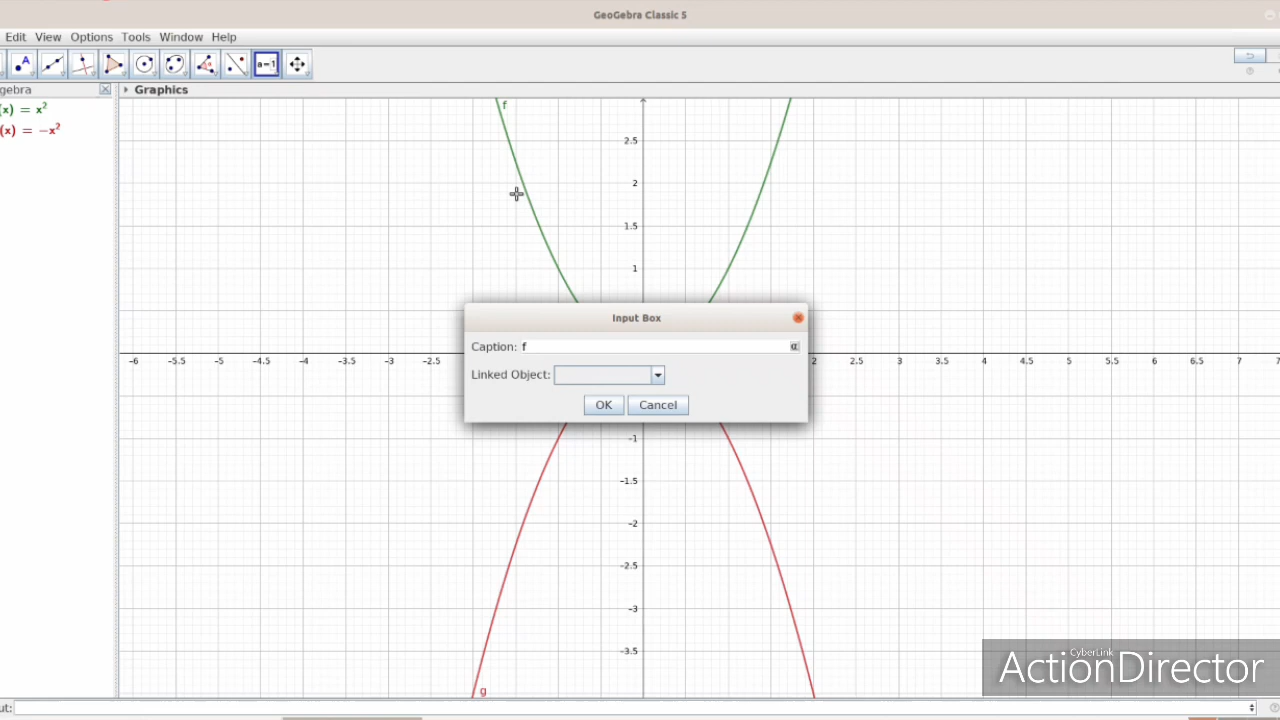 GeoGebra Classic 5
Edit View Options Tools Window Help
A a=1
gebra Graphics
(x) = x²
(x) = −x²
f
2.5
2
1.5
1
Input Box
Caption: f α
Linked Object:
OK Cancel
-6 -5.5 -5 -4.5 -4 -3.5 -3 -2.5 2 2.5 3 3.5 4 4.5 5 5.5 6 6.5 7 7.
-1
-1.5
-2
-2.5
-3
-3.5
g
CyberLink
ActionDirector
ut: